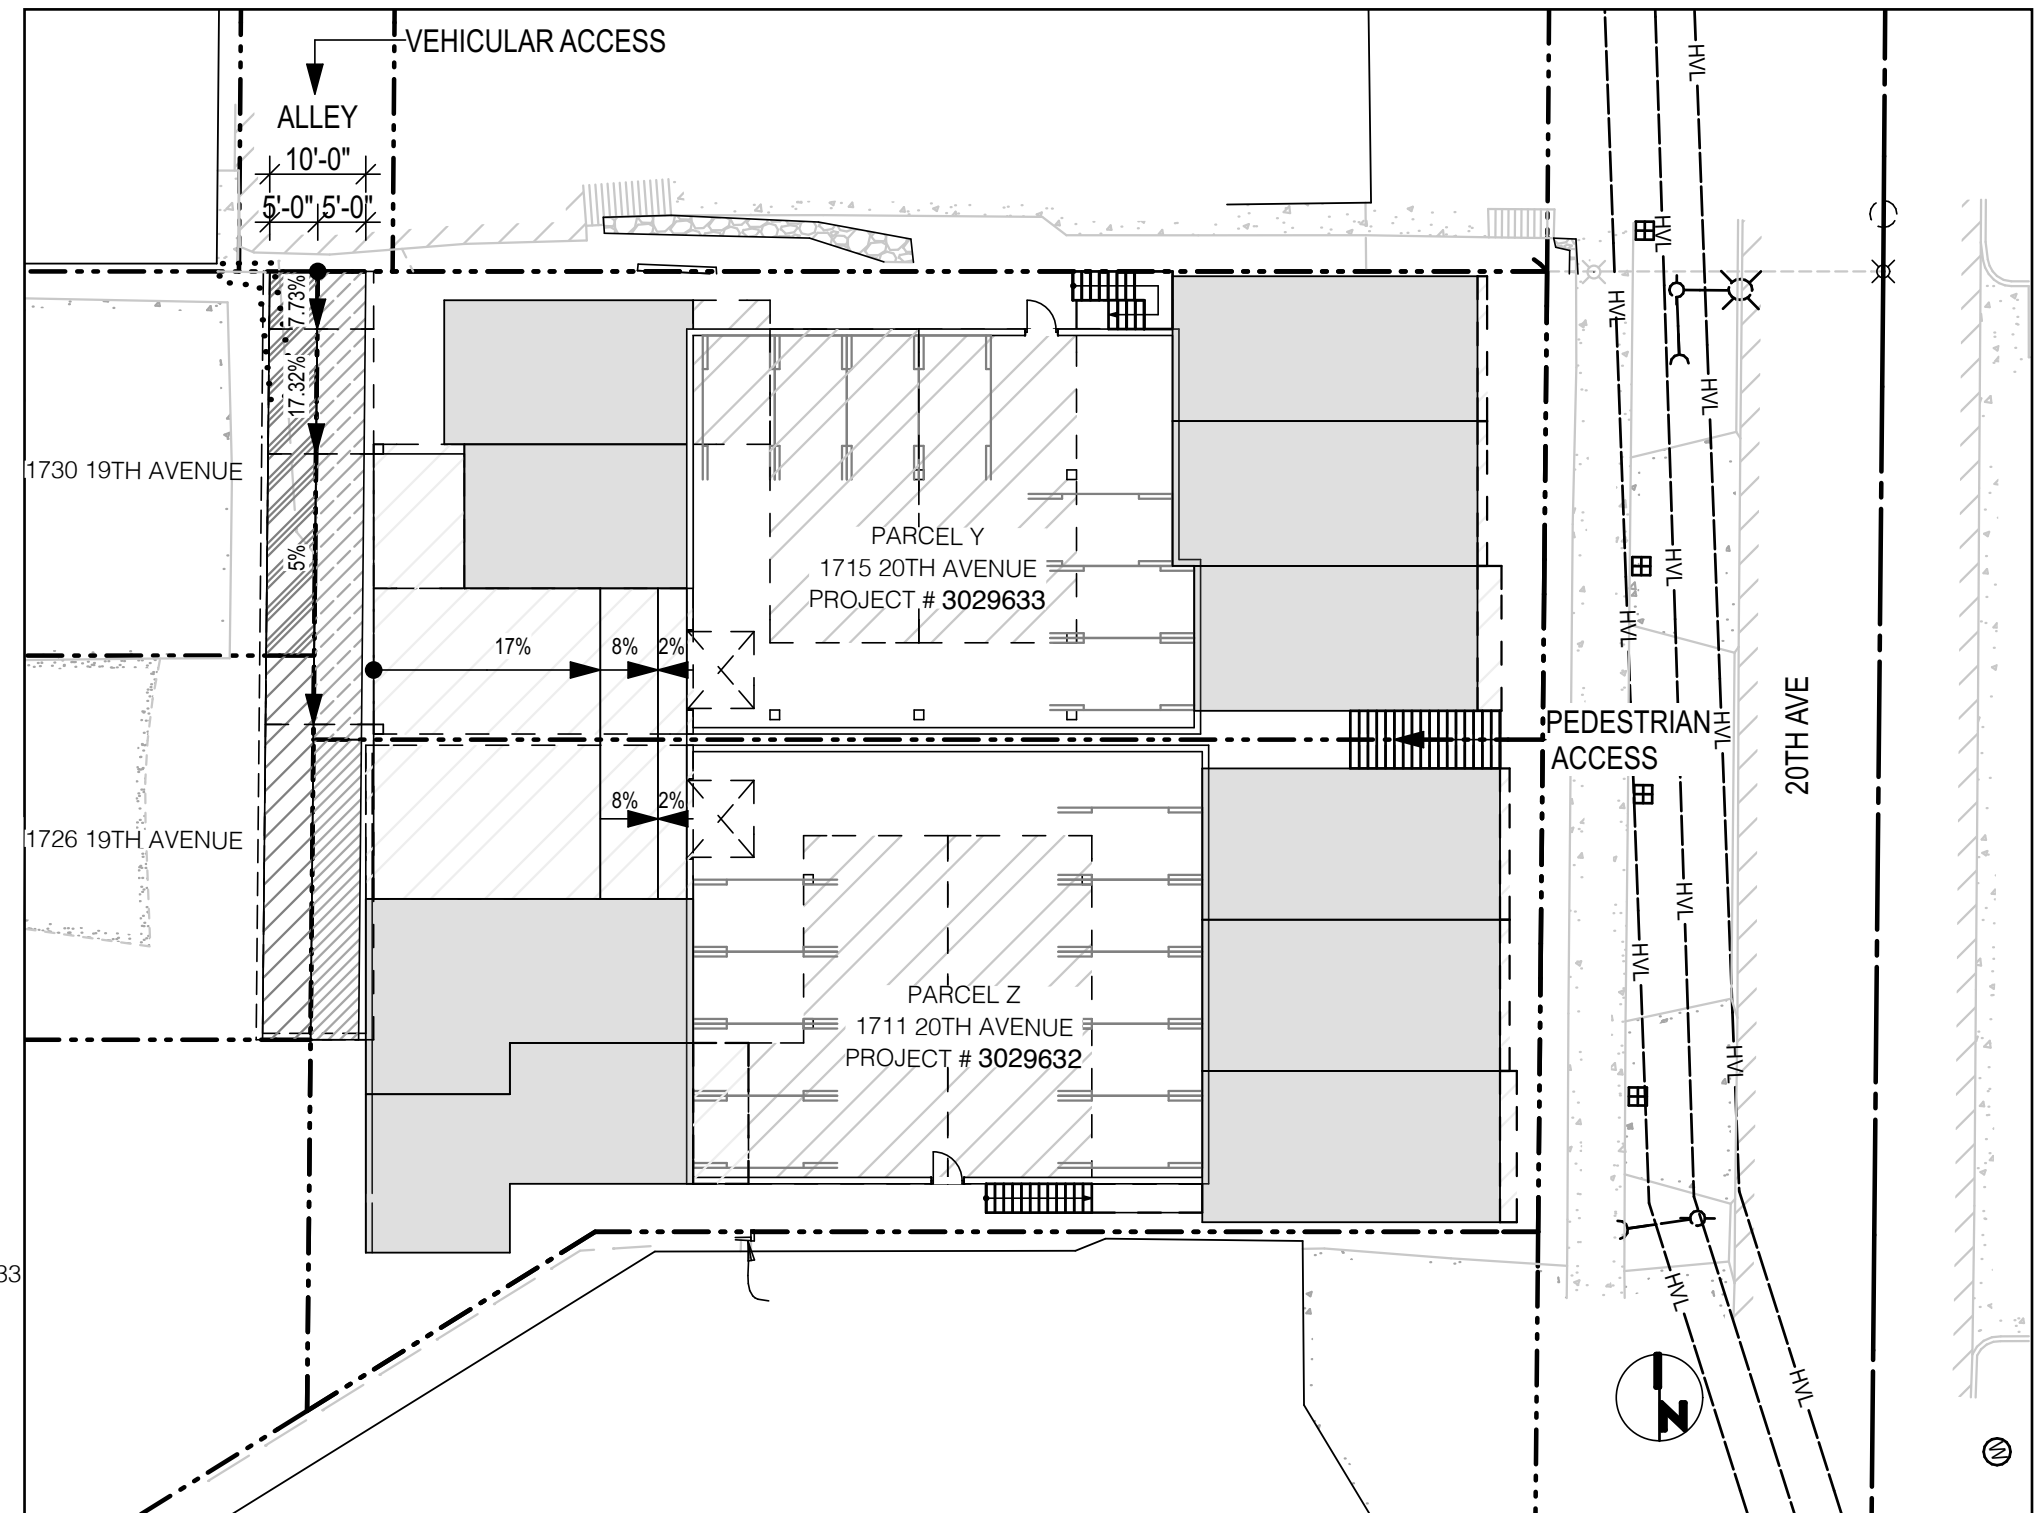 VEHICULAR ACCESS
ALLEY
10'-0"
5'-0" 5'-0"
7.73%
17.32%
5%
1730 19TH AVENUE
1726 19TH AVENUE
33
PARCEL Y
1715 20TH AVENUE
PROJECT # 3029633
17%
8%
2%
8%
2%
PARCEL Z
1711 20TH AVENUE
PROJECT # 3029632
PEDESTRIAN
ACCESS
20TH AVE
HVL
HVL
HVL
HVL
HVL
HVL
HVL
HVL
HVL
HVL
HVL
HVL
N
W